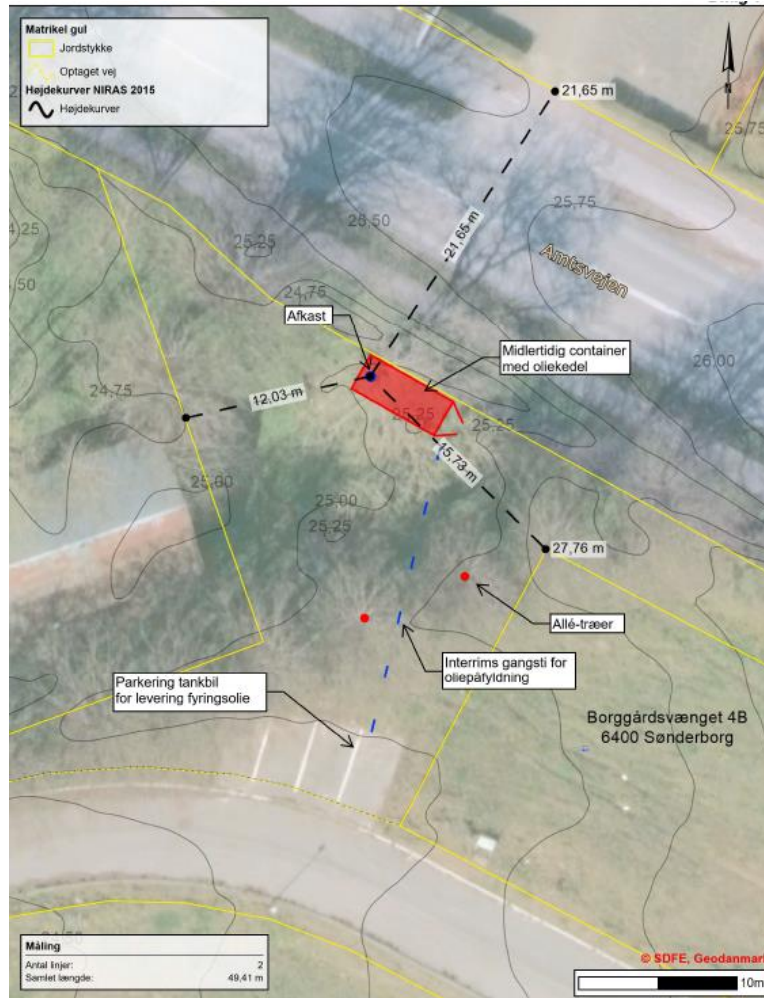 Matrikel gul
Jordstykke
Optaget vej
Højdekurver NIRAS 2015
Højdekurver
N
21,65 m
25,75
25,75
21,65 m
25,50
25,25
24,75
Amtsvejen
Afkast
Midlertidig container
med oliekedel
26,00
24,75
12,03 m
25,25
25,25
15,73 m
25,00
25,00
25,25
27,76 m
Allé-træer
Interrims gangsti for
oliepåfyldning
Parkering tankbil
for levering fyringsolie
Borggårdsvænget 4B
6400 Sønderborg
Måling
Antal linjer: 2
Samlet længde: 49,41 m
© SDFE, Geodanmark
10m